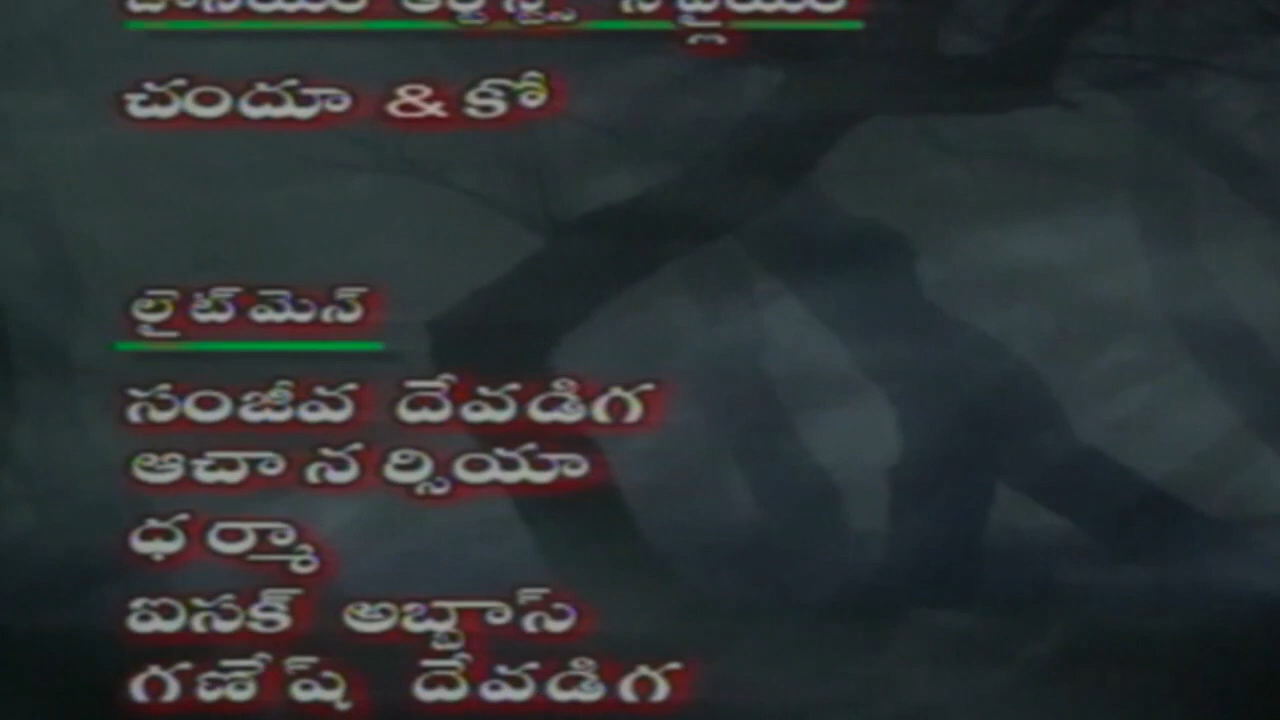 చందూ & కో
లైట్‌మెన్
సంజీవ దేవడిగ
ఆచా నర్సియా
ధర్మా
ఐసక్ అబ్బాస్
గణేష్ దేవడిగ